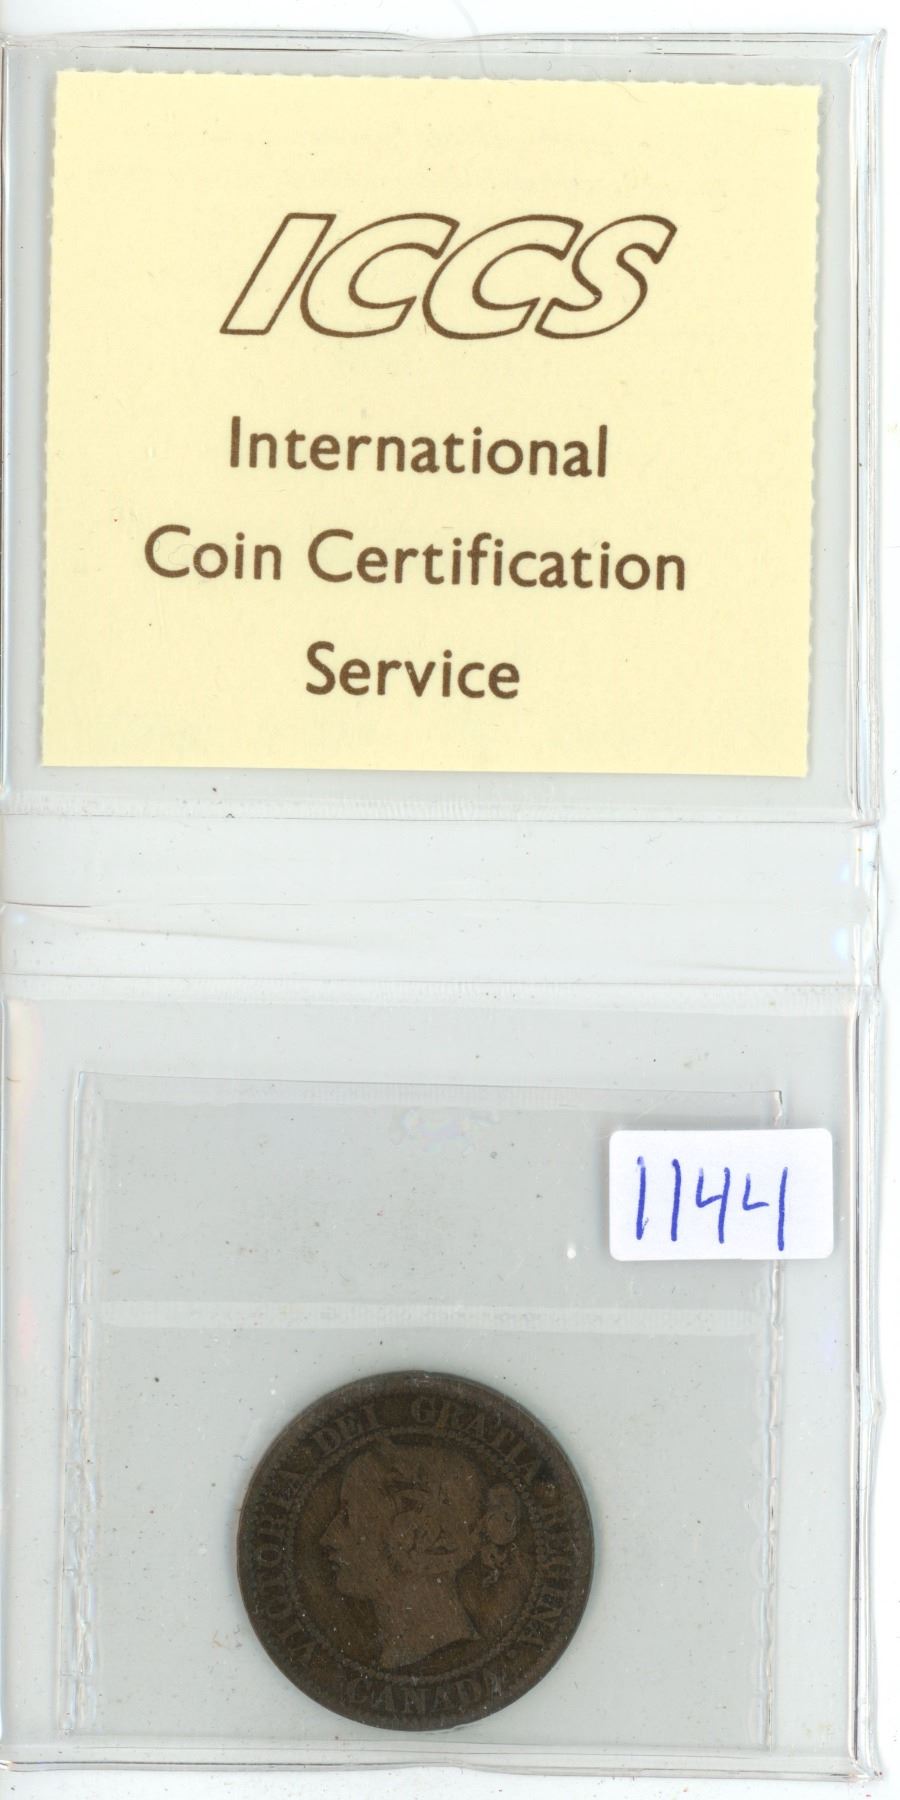 ICCS
International
Coin Certification
Service
1144
VICTORIA DEI GRATIA REGINA
CANADA